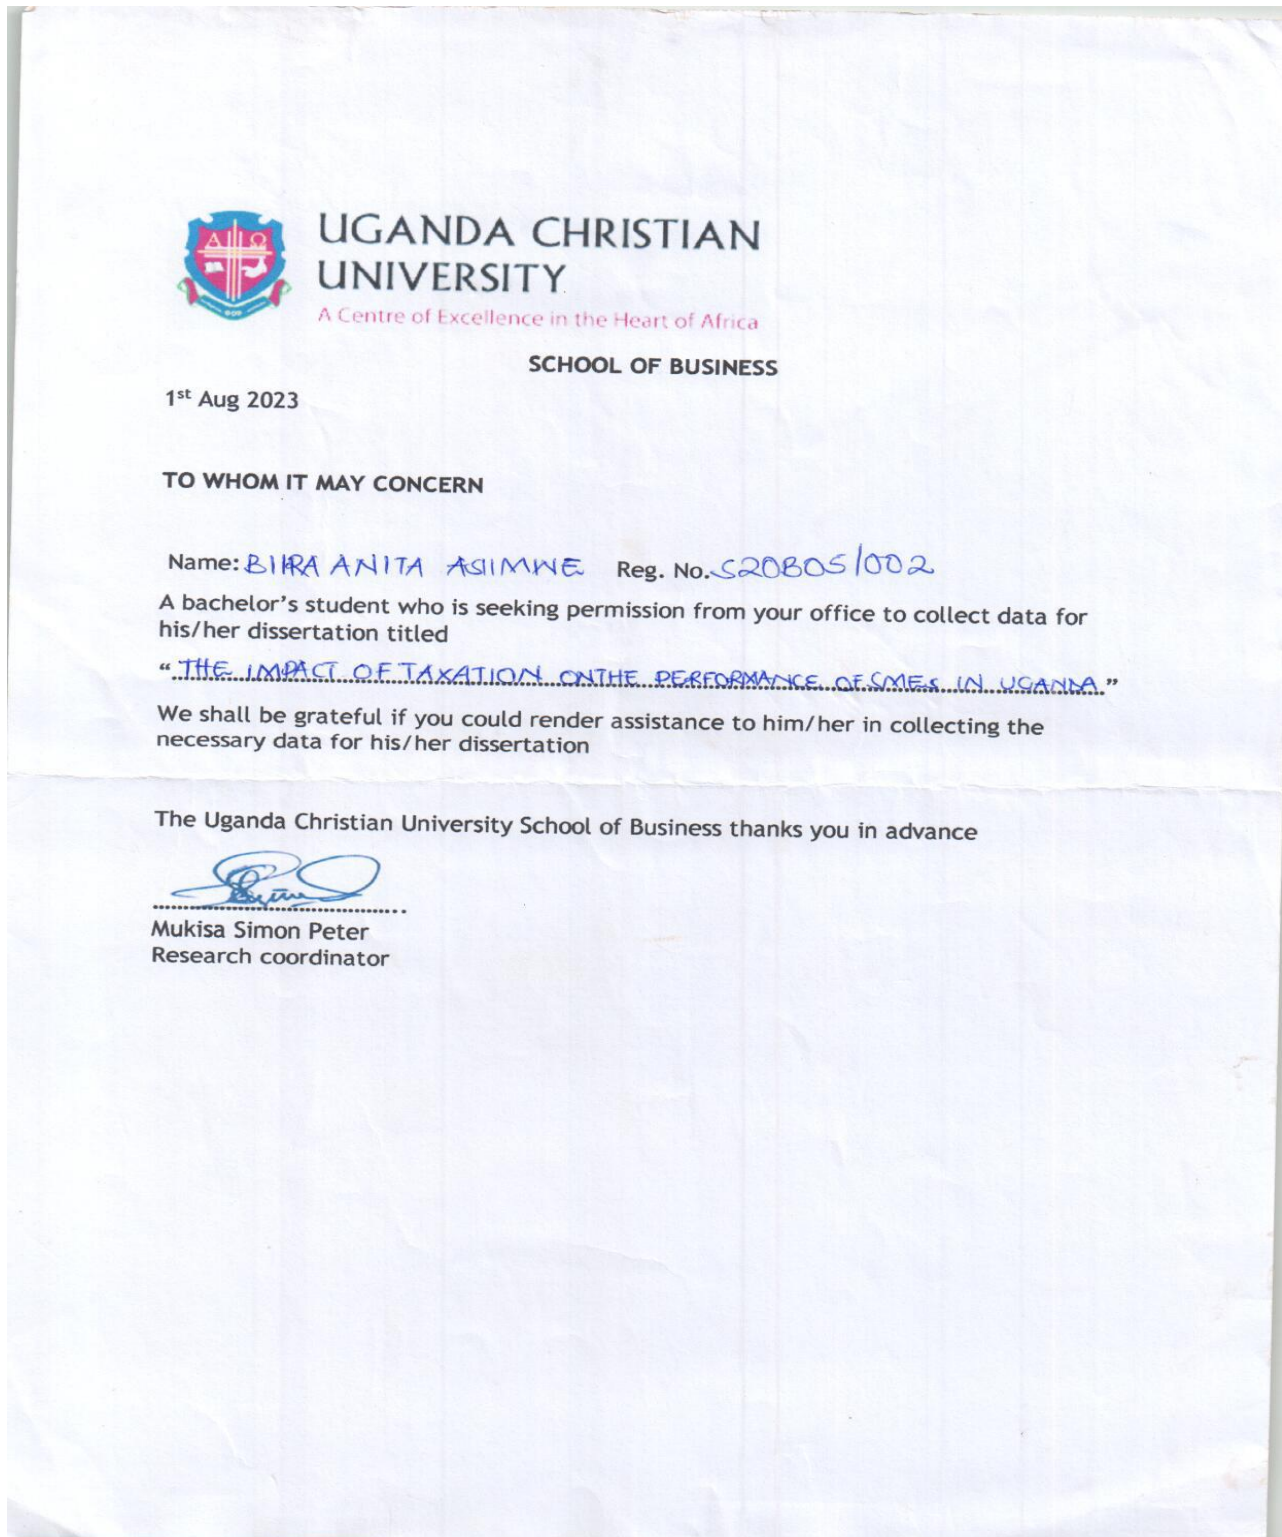 UGANDA CHRISTIAN
UNIVERSITY
A Centre of Excellence in the Heart of Africa
SCHOOL OF BUSINESS
1st Aug 2023
TO WHOM IT MAY CONCERN
Name: BIIRA ANITA ASIIMWE Reg. No. S20B05/002
A bachelor's student who is seeking permission from your office to collect data for
his/her dissertation titled
“THE IMPACT OF TAXATION ON THE PERFORMANCE OF SMES IN UGANDA.”
We shall be grateful if you could render assistance to him/her in collecting the
necessary data for his/her dissertation
The Uganda Christian University School of Business thanks you in advance
Mukisa Simon Peter
Research coordinator